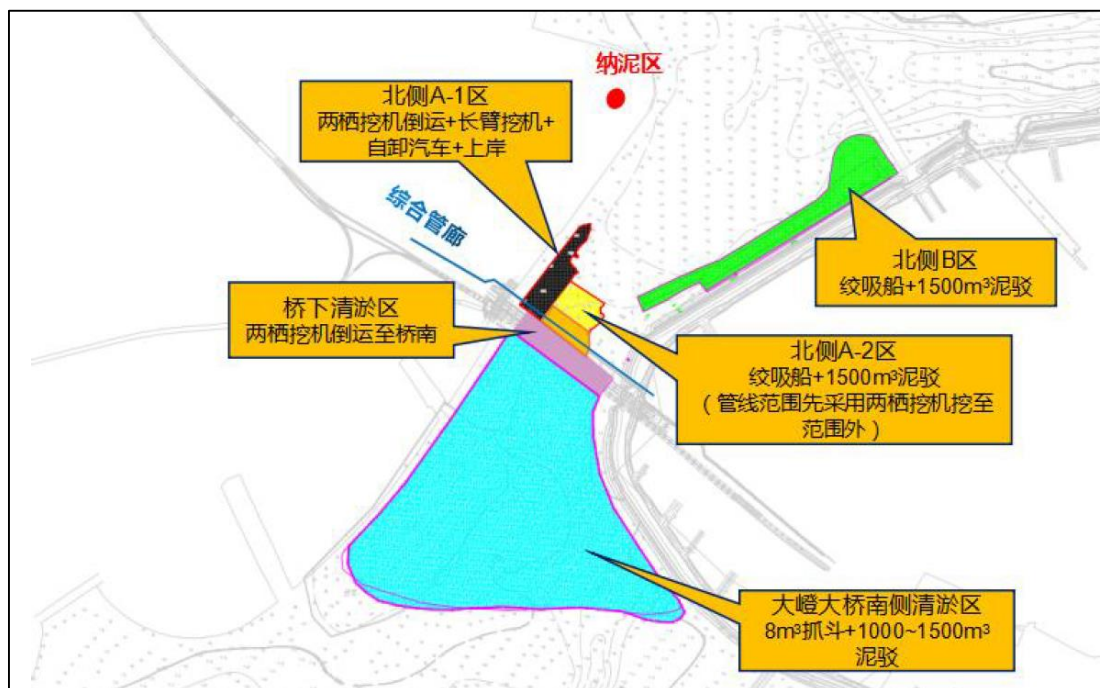 纳泥区
北侧A-1区
两栖挖机倒运+长臂挖机+
自卸汽车+上岸
综合管廊
北侧B区
绞吸船+1500m³泥驳
桥下清淤区
两栖挖机倒运至桥南
北侧A-2区
绞吸船+1500m³泥驳
（管线范围先采用两栖挖机挖至
范围外）
大嶝大桥南侧清淤区
8m³抓斗+1000~1500m³
泥驳